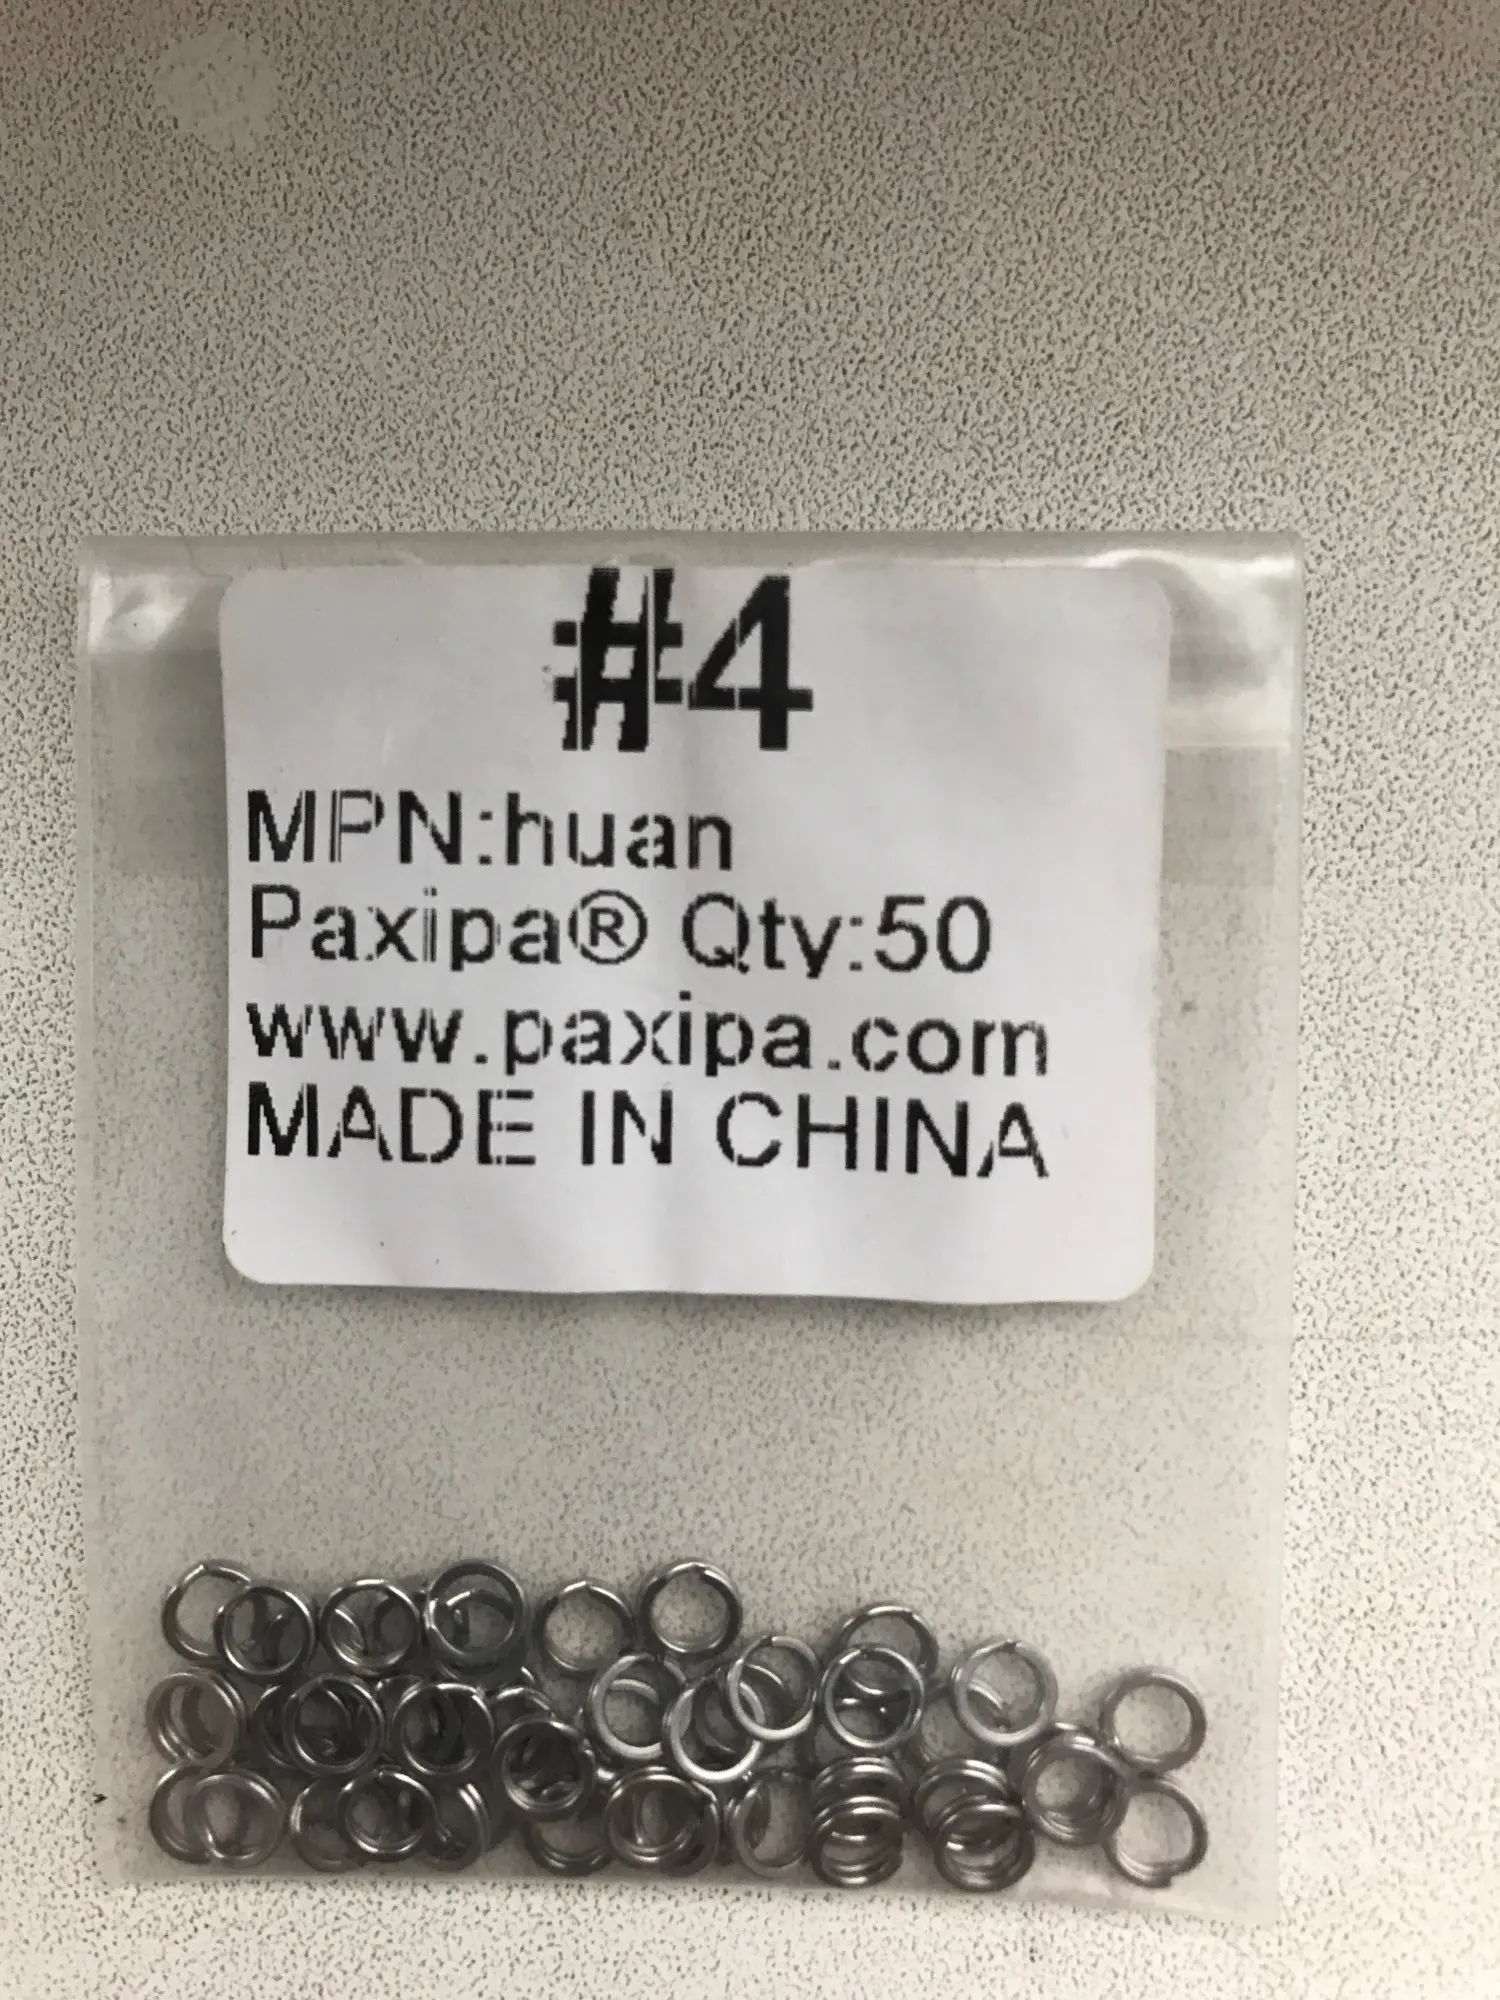 #4
MPN:huan
Paxipa® Qty:50
www.paxipa.com
MADE IN CHINA